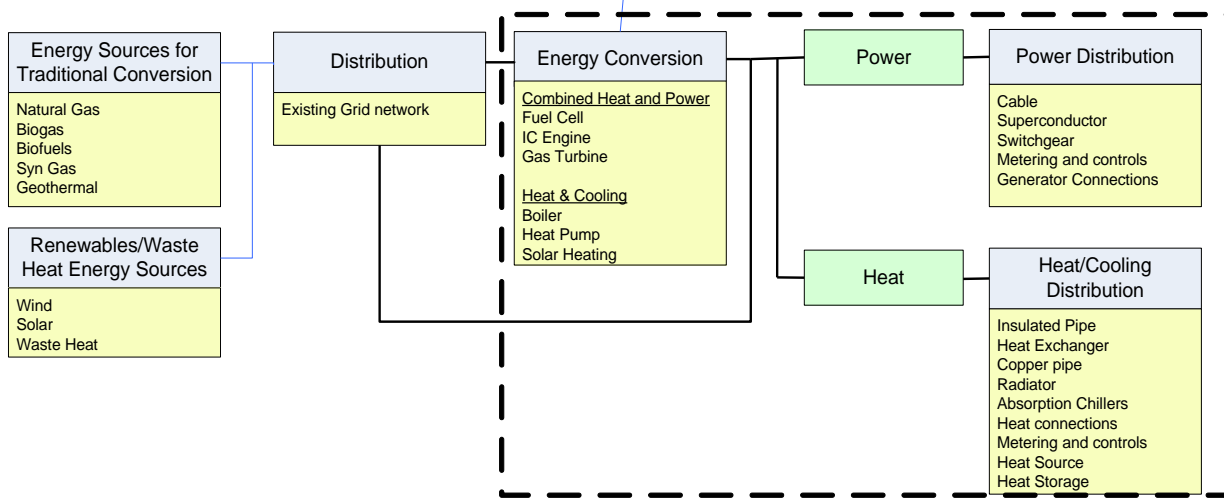 Energy Sources for
Traditional Conversion
Natural Gas
Biogas
Biofuels
Syn Gas
Geothermal
Renewables/Waste
Heat Energy Sources
Wind
Solar
Waste Heat
Distribution
Existing Grid network
Energy Conversion
Combined Heat and Power
Fuel Cell
IC Engine
Gas Turbine
Heat & Cooling
Boiler
Heat Pump
Solar Heating
Power
Heat
Power Distribution
Cable
Superconductor
Switchgear
Metering and controls
Generator Connections
Heat/Cooling
Distribution
Insulated Pipe
Heat Exchanger
Copper pipe
Radiator
Absorption Chillers
Heat connections
Metering and controls
Heat Source
Heat Storage